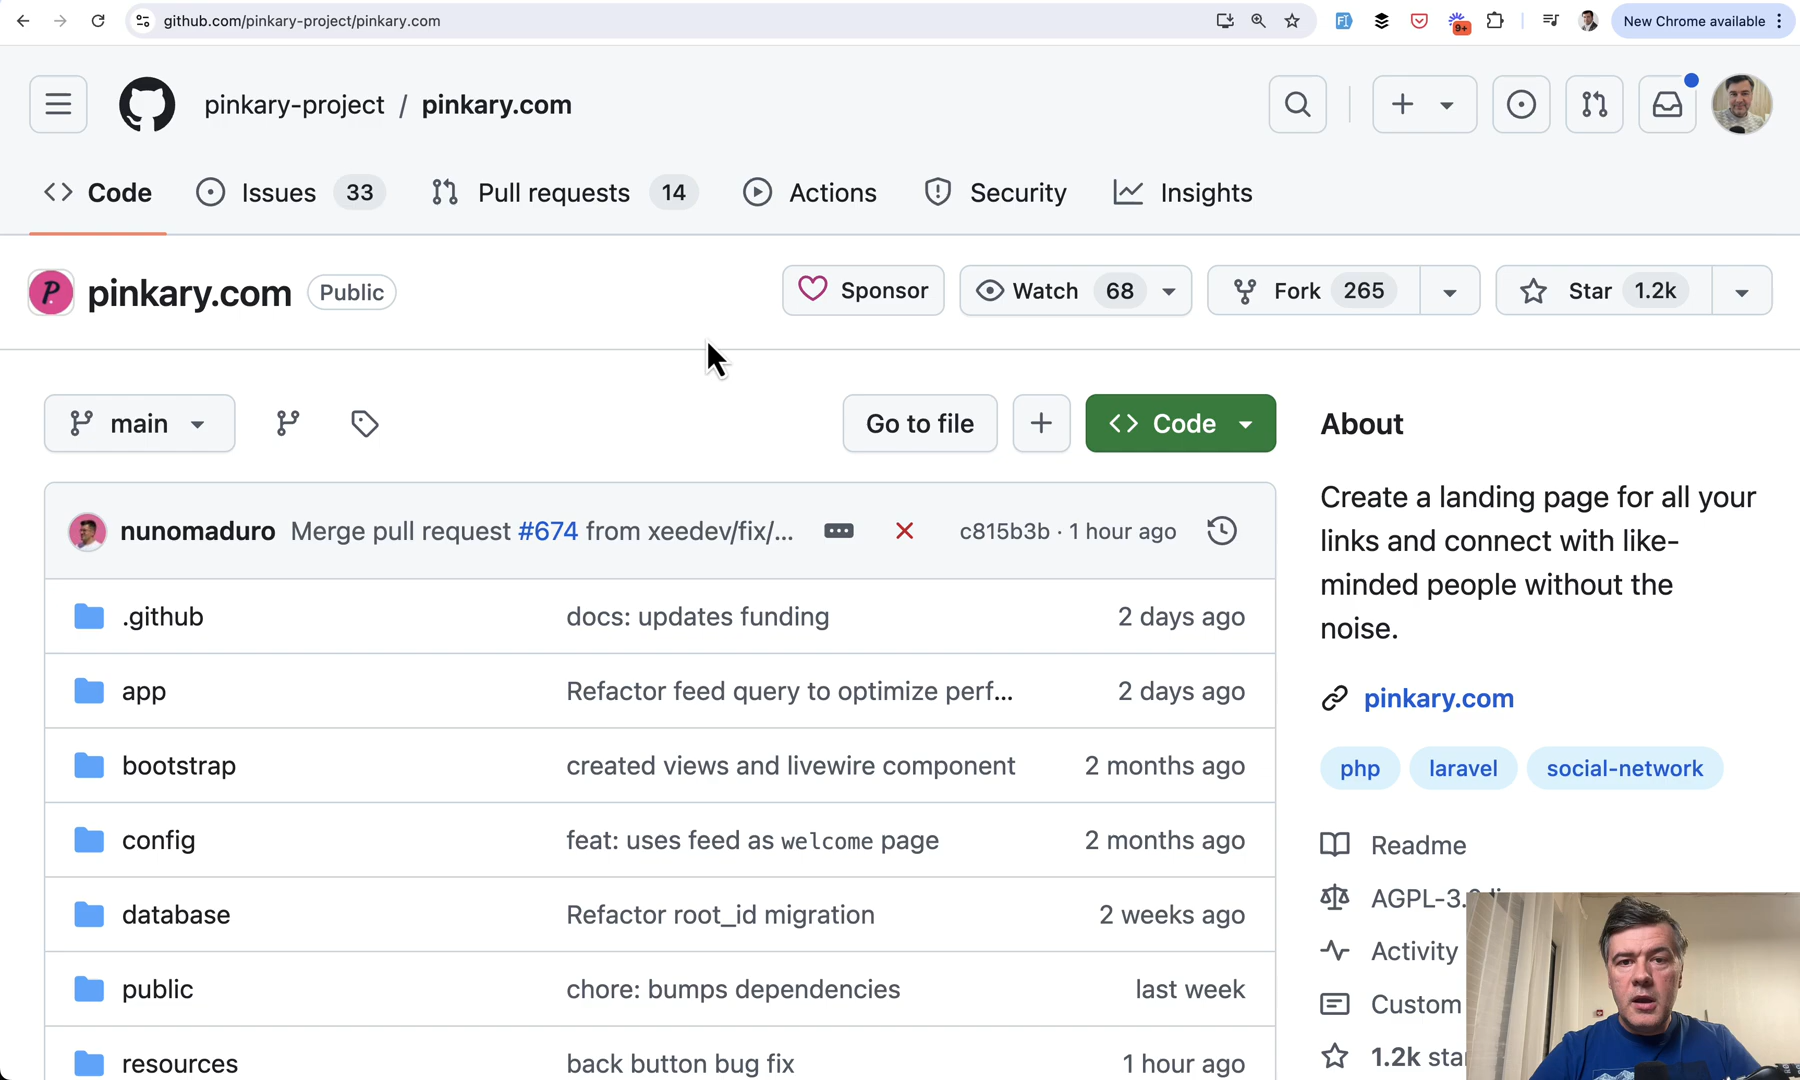 github.com/pinkary-project/pinkary.com
9+
New Chrome available
pinkary-project / pinkary.com
Code
Issues 33
Pull requests 14
Actions
Security
Insights
P.
pinkary.com
Public
Sponsor
Watch 68
Fork 265
Star 1.2k
main
Go to file
Code
nunomaduro Merge pull request #674 from xeedev/fix/...
c815b3b · 1 hour ago
.github docs: updates funding 2 days ago
app Refactor feed query to optimize perf... 2 days ago
bootstrap created views and livewire component 2 months ago
config feat: uses feed as welcome page 2 months ago
database Refactor root_id migration 2 weeks ago
public chore: bumps dependencies last week
resources back button bug fix 1 hour ago
About
Create a landing page for all your
links and connect with like-
minded people without the
noise.
pinkary.com
php laravel social-network
Readme
AGPL-3.
Activity
Custom
1.2k